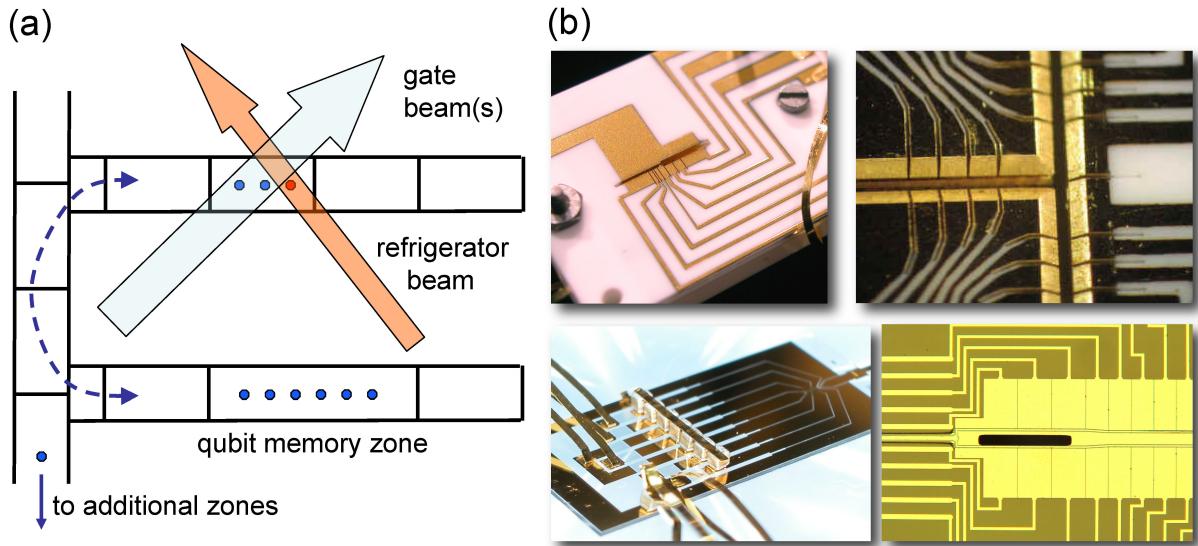 (a)
(b)
gate
beam(s)
refrigerator
beam
qubit memory zone
to additional zones